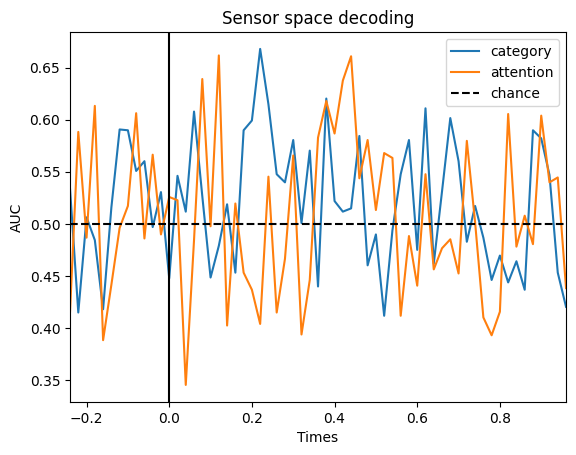 Sensor space decoding
category
attention
chance
AUC
0.65
0.60
0.55
0.50
0.45
0.40
0.35
−0.2
0.0
0.2
0.4
0.6
0.8
Times